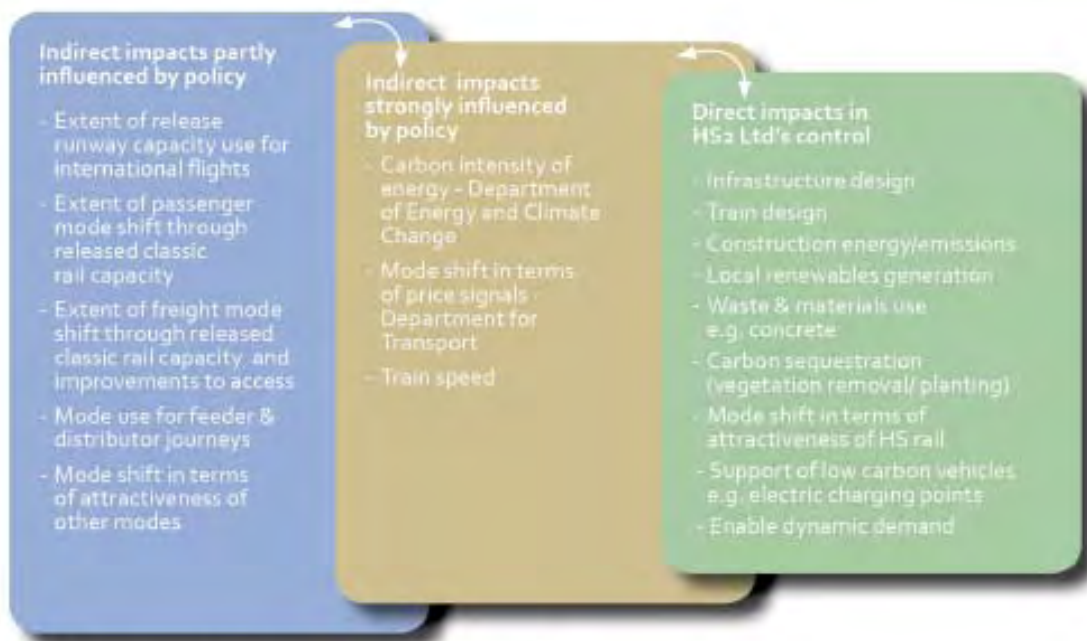 Indirect impacts partly
influenced by policy
- Extent of release
runway capacity use for
international flights
- Extent of passenger
mode shift through
released classic
rail capacity
- Extent of freight mode
shift through released
classic rail capacity and
improvements to access
- Mode use for feeder &
distributor journeys
- Mode shift in terms
of attractiveness of
other modes
Indirect impacts
strongly influenced
by policy
- Carbon intensity of
energy - Department
of Energy and Climate
Change
- Mode shift in terms
of price signals -
Department for
Transport
- Train speed
Direct impacts in
HS2 Ltd's control
- Infrastructure design
- Train design
- Construction energy/emissions
- Local renewables generation
- Waste & materials use
e.g. concrete
- Carbon sequestration
(vegetation removal/ planting)
- Mode shift in terms of
attractiveness of HS rail
- Support of low carbon vehicles
e.g. electric charging points
- Enable dynamic demand